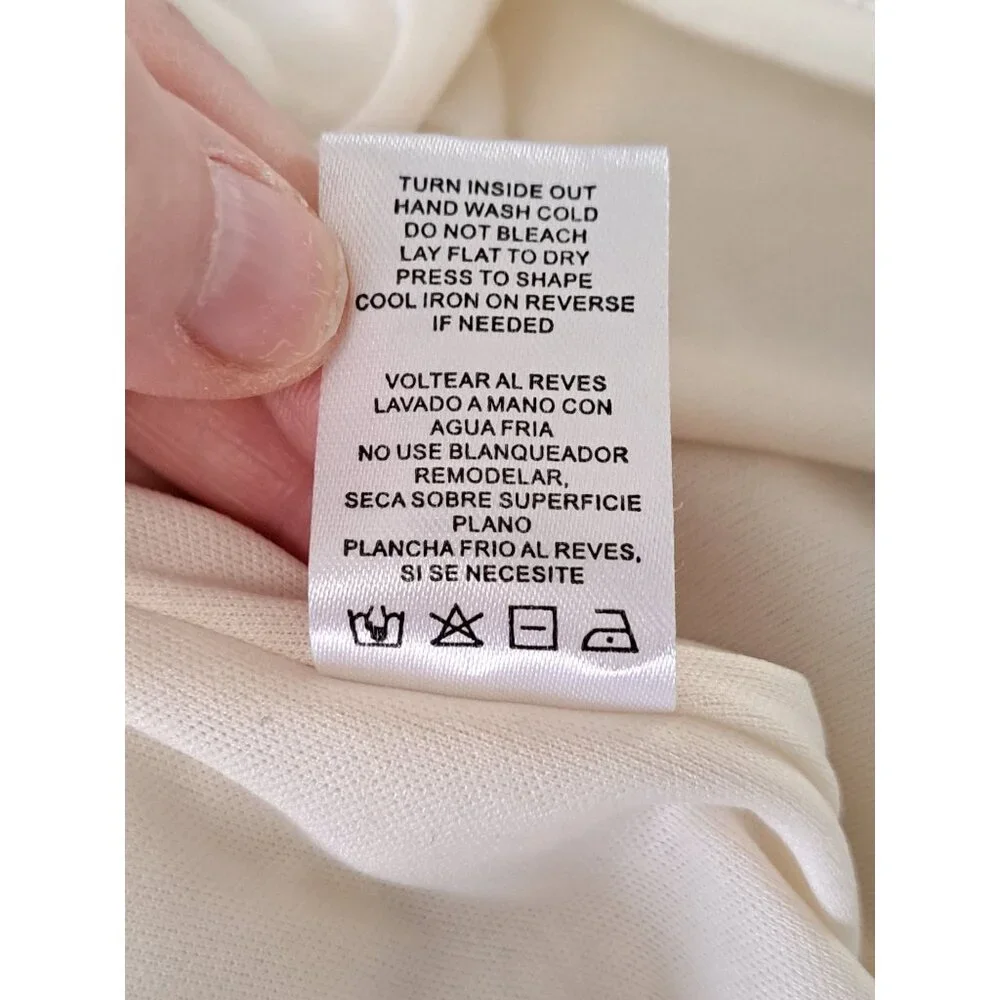 TURN INSIDE OUT
HAND WASH COLD
DO NOT BLEACH
LAY FLAT TO DRY
PRESS TO SHAPE
COOL IRON ON REVERSE
IF NEEDED
VOLTEAR AL REVES
LAVADO A MANO CON
AGUA FRIA
NO USE BLANQUEADOR
REMODELAR,
SECA SOBRE SUPERFICIE
PLANO
PLANCHA FRIO AL REVES,
SI SE NECESITE